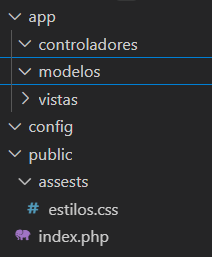 app
controladores
modelos
vistas
config
public
assests
# estilos.css
index.php